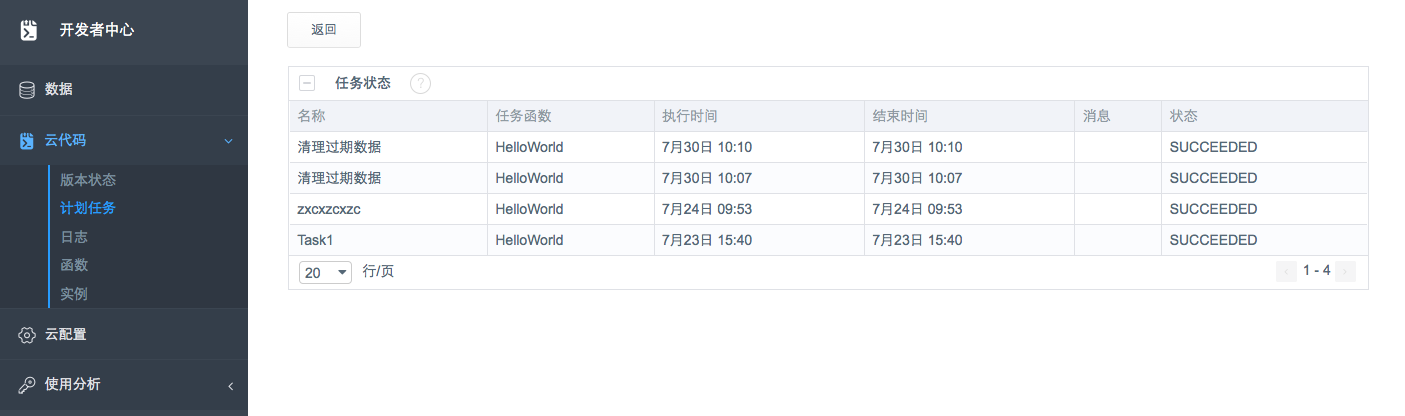 开发者中心
数据
云代码
版本状态
计划任务
日志
函数
实例
云配置
使用分析
返回
任务状态 ?
名称 任务函数 执行时间 结束时间 消息 状态
清理过期数据 HelloWorld 7月30日 10:10 7月30日 10:10 SUCCEEDED
清理过期数据 HelloWorld 7月30日 10:07 7月30日 10:07 SUCCEEDED
zxcxzcxzc HelloWorld 7月24日 09:53 7月24日 09:53 SUCCEEDED
Task1 HelloWorld 7月23日 15:40 7月23日 15:40 SUCCEEDED
20 行/页 1 - 4